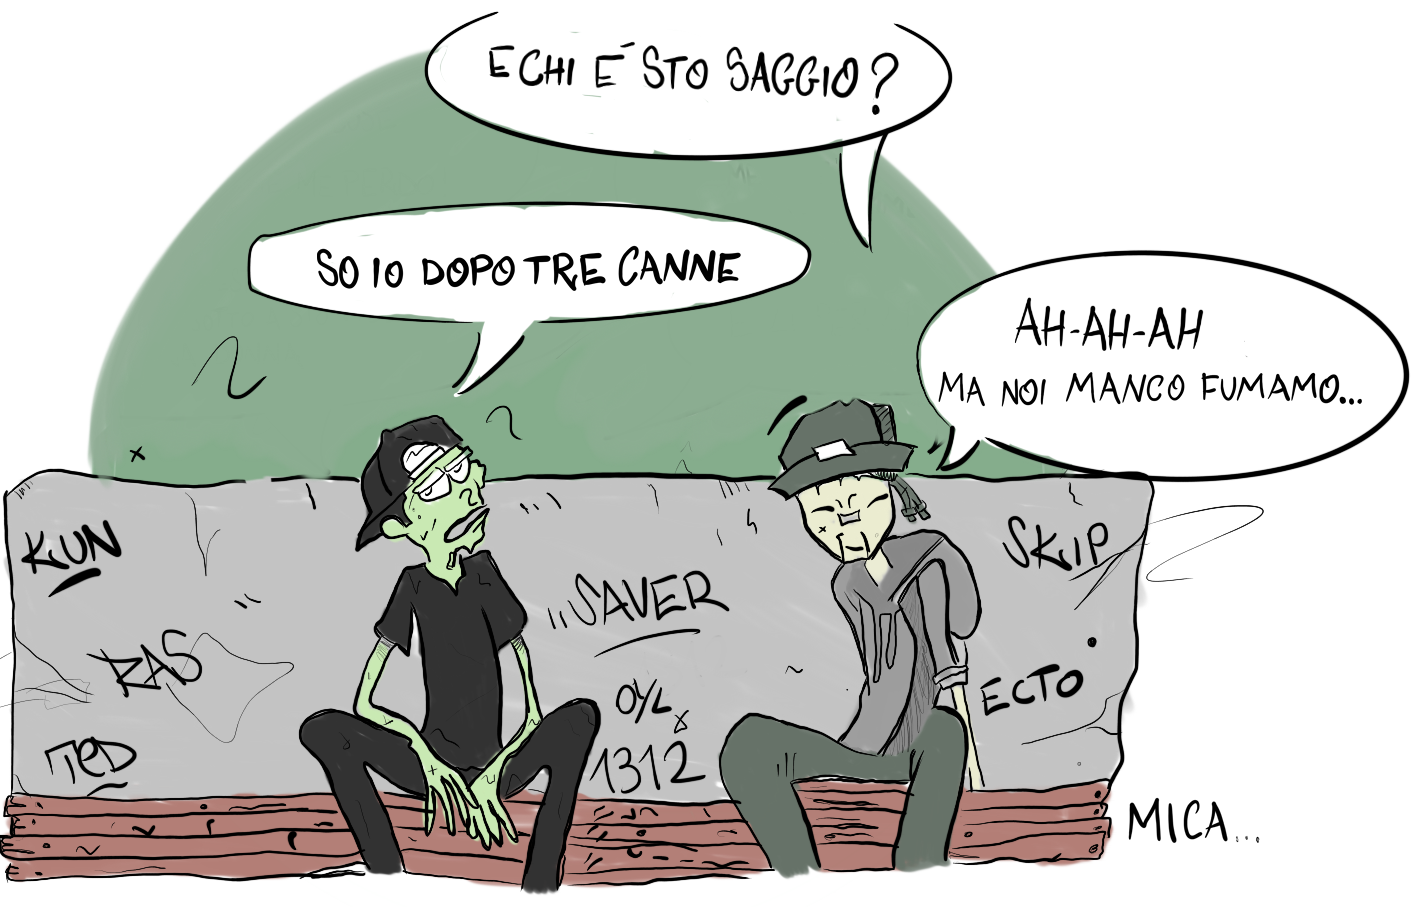 E CHI E' STO SAGGIO?
SO IO DOPO TRE CANNE
AH-AH-AH
MA NOI MANCO FUMAMO...
KUN
RAS
TeD
SAVER
1312
SKIP
ECTO
MICA...